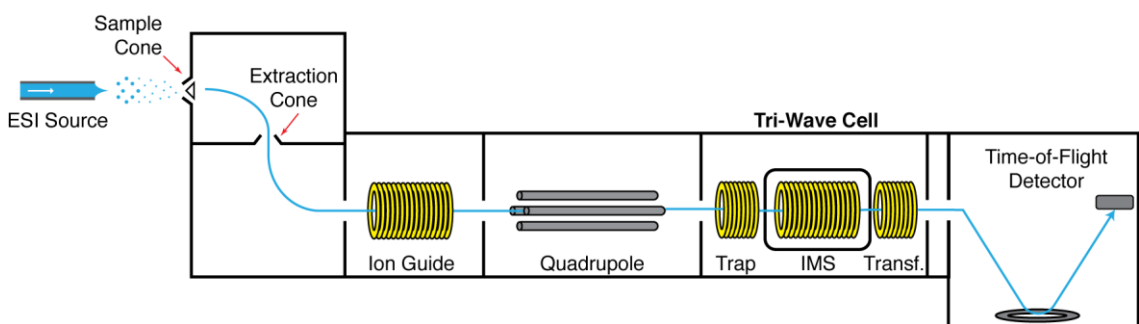 Sample
Cone
Extraction
Cone
ESI Source
Tri-Wave Cell
Time-of-Flight
Detector
Ion Guide
Quadrupole
Trap
IMS
Transf.